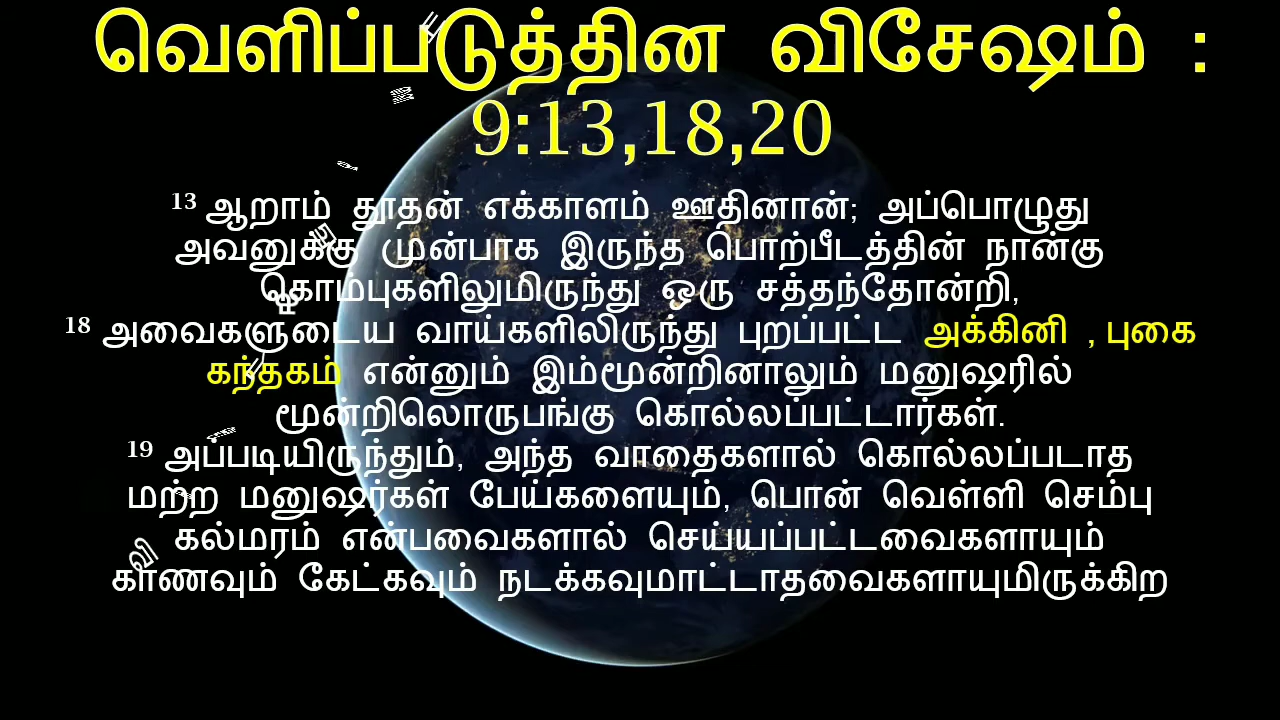 வெளிப்படுத்தின விசேஷம் :
9:13,18,20
13 ஆறாம் தூதன் எக்காளம் ஊதினான்; அப்பொழுது
அவனுக்கு முன்பாக இருந்த பொற்பீடத்தின் நான்கு
கொம்புகளிலுமிருந்து ஒரு சத்தந்தோன்றி,
18 அவைகளுடைய வாய்களிலிருந்து புறப்பட்ட அக்கினி , புகை
கந்தகம் என்னும் இம்மூன்றினாலும் மனுஷரில்
மூன்றிலொருபங்கு கொல்லப்பட்டார்கள்.
19 அப்படியிருந்தும், அந்த வாதைகளால் கொல்லப்படாத
மற்ற மனுஷர்கள் பேய்களையும், பொன் வெள்ளி செம்பு
கல்மரம் என்பவைகளால் செய்யப்பட்டவைகளாயும்
காணவும் கேட்கவும் நடக்கவுமாட்டாதவைகளாயுமிருக்கிற